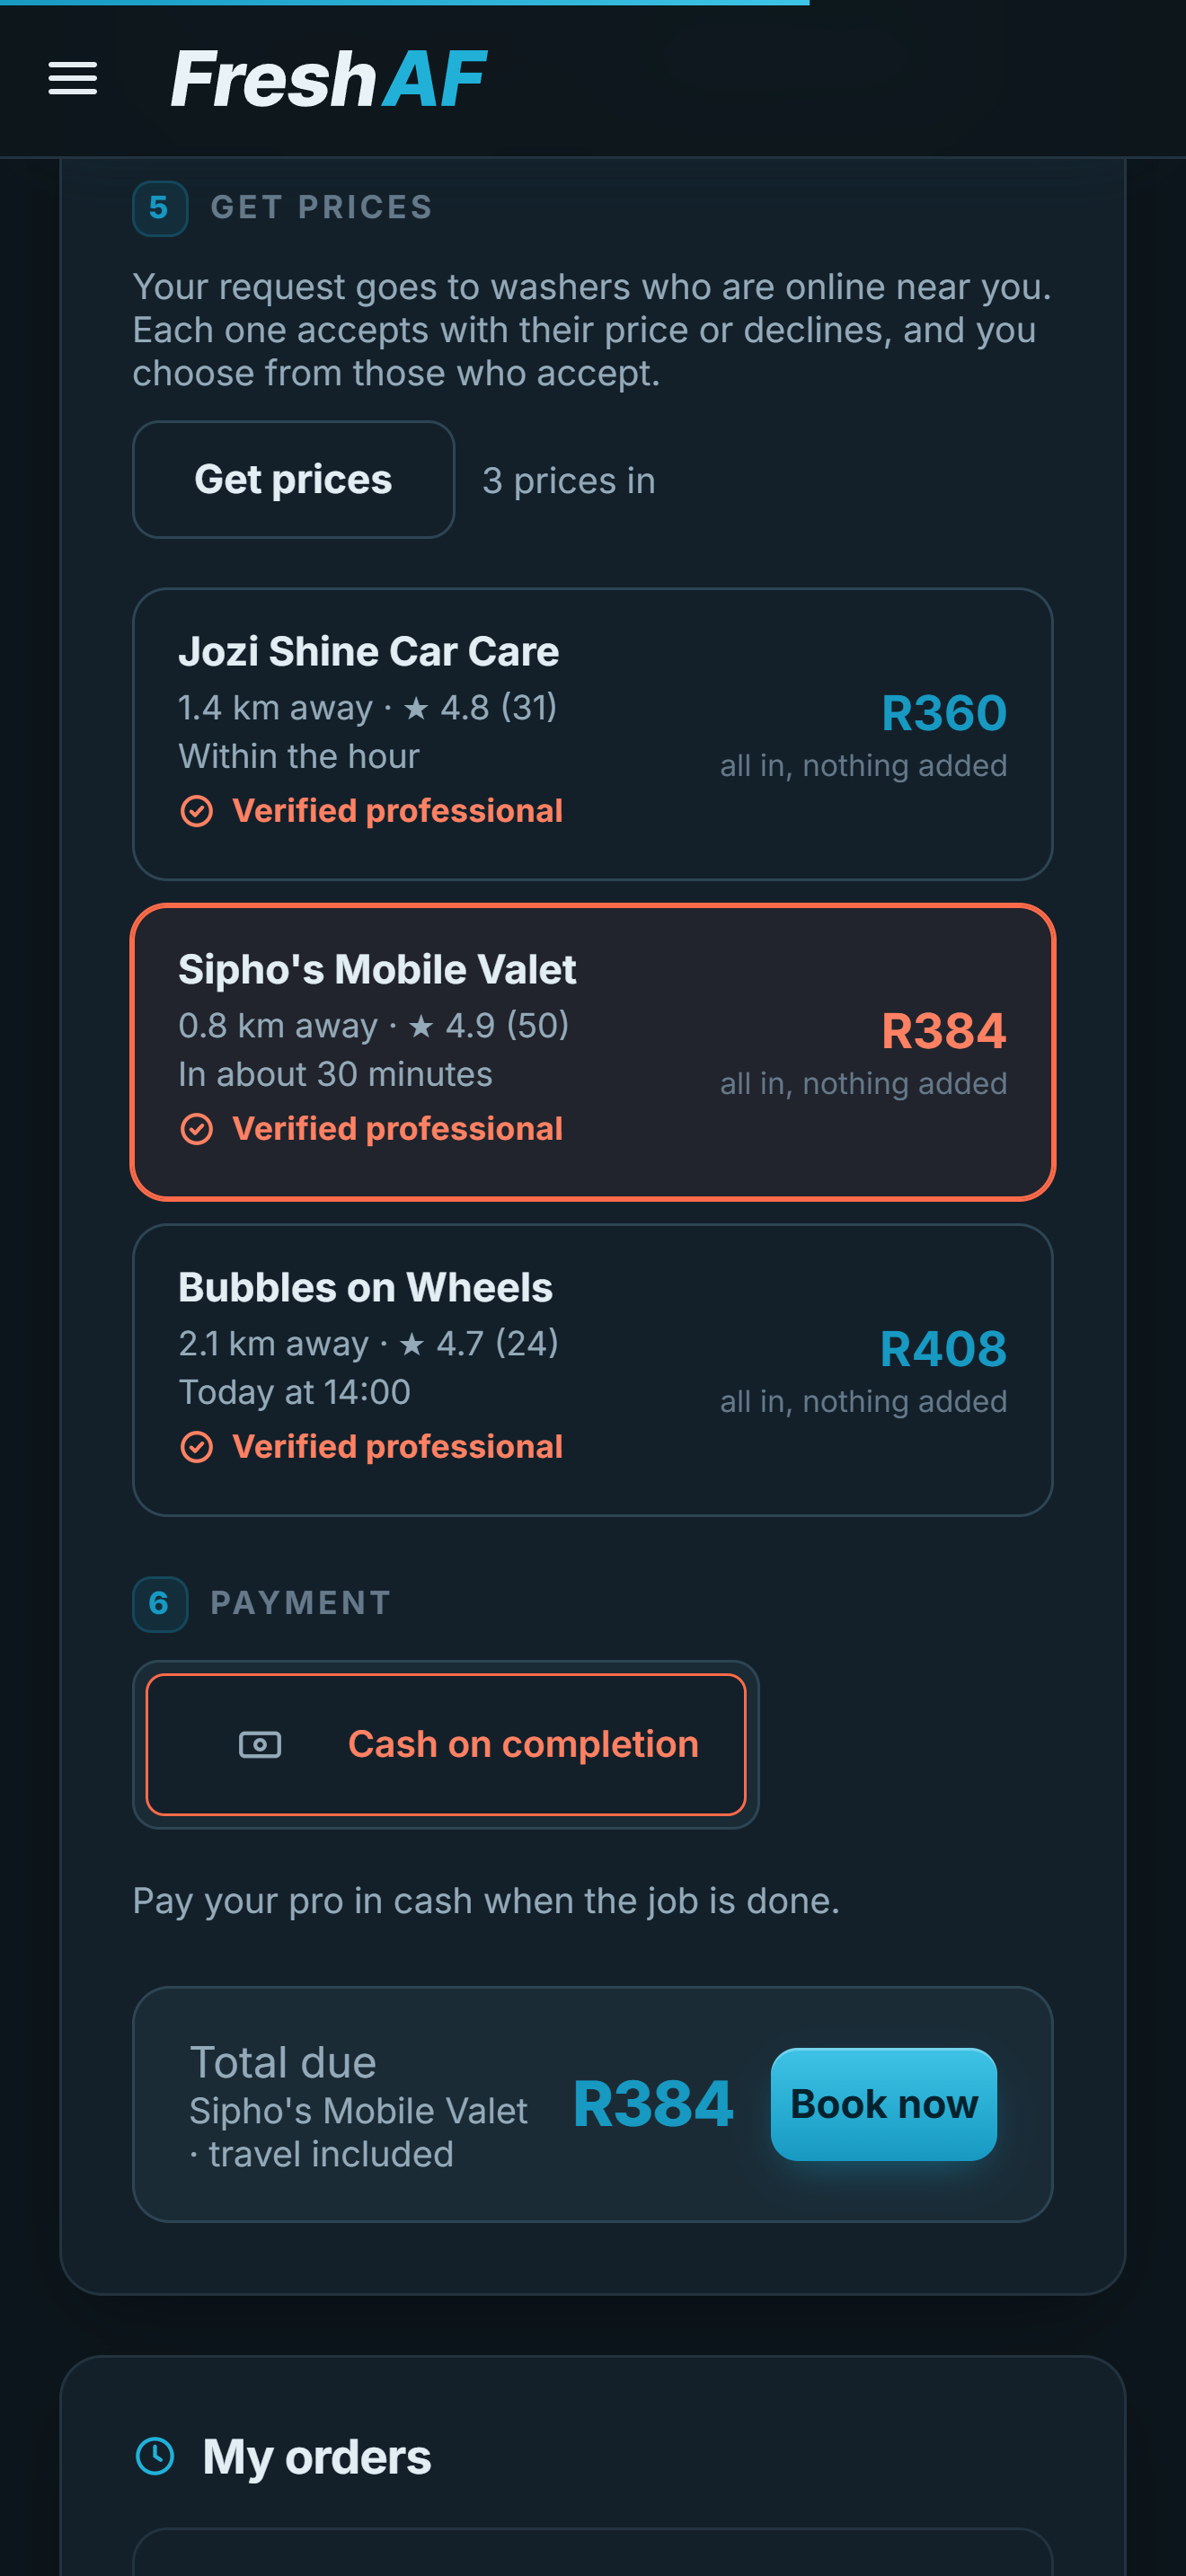 FreshAF
5 GET PRICES
Your request goes to washers who are online near you.
Each one accepts with their price or declines, and you
choose from those who accept.
Get prices
3 prices in
Jozi Shine Car Care
1.4 km away · ★ 4.8 (31)
Within the hour
Verified professional
R360
all in, nothing added
Sipho's Mobile Valet
0.8 km away · ★ 4.9 (50)
In about 30 minutes
Verified professional
R384
all in, nothing added
Bubbles on Wheels
2.1 km away · ★ 4.7 (24)
Today at 14:00
Verified professional
R408
all in, nothing added
6 PAYMENT
Cash on completion
Pay your pro in cash when the job is done.
Total due
Sipho's Mobile Valet
· travel included
R384
Book now
My orders